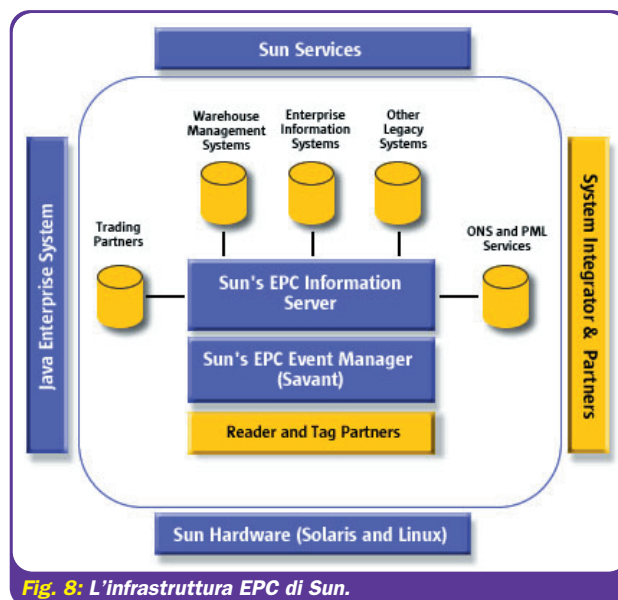 Sun Services
Warehouse
Management
Systems
Enterprise
Information
Systems
Other
Legacy
Systems
Java Enterprise System
Trading
Partners
Sun's EPC Information
Server
ONS and PML
Services
System Integrator & Partners
Sun's EPC Event Manager
(Savant)
Reader and Tag Partners
Sun Hardware (Solaris and Linux)
Fig. 8: L'infrastruttura EPC di Sun.